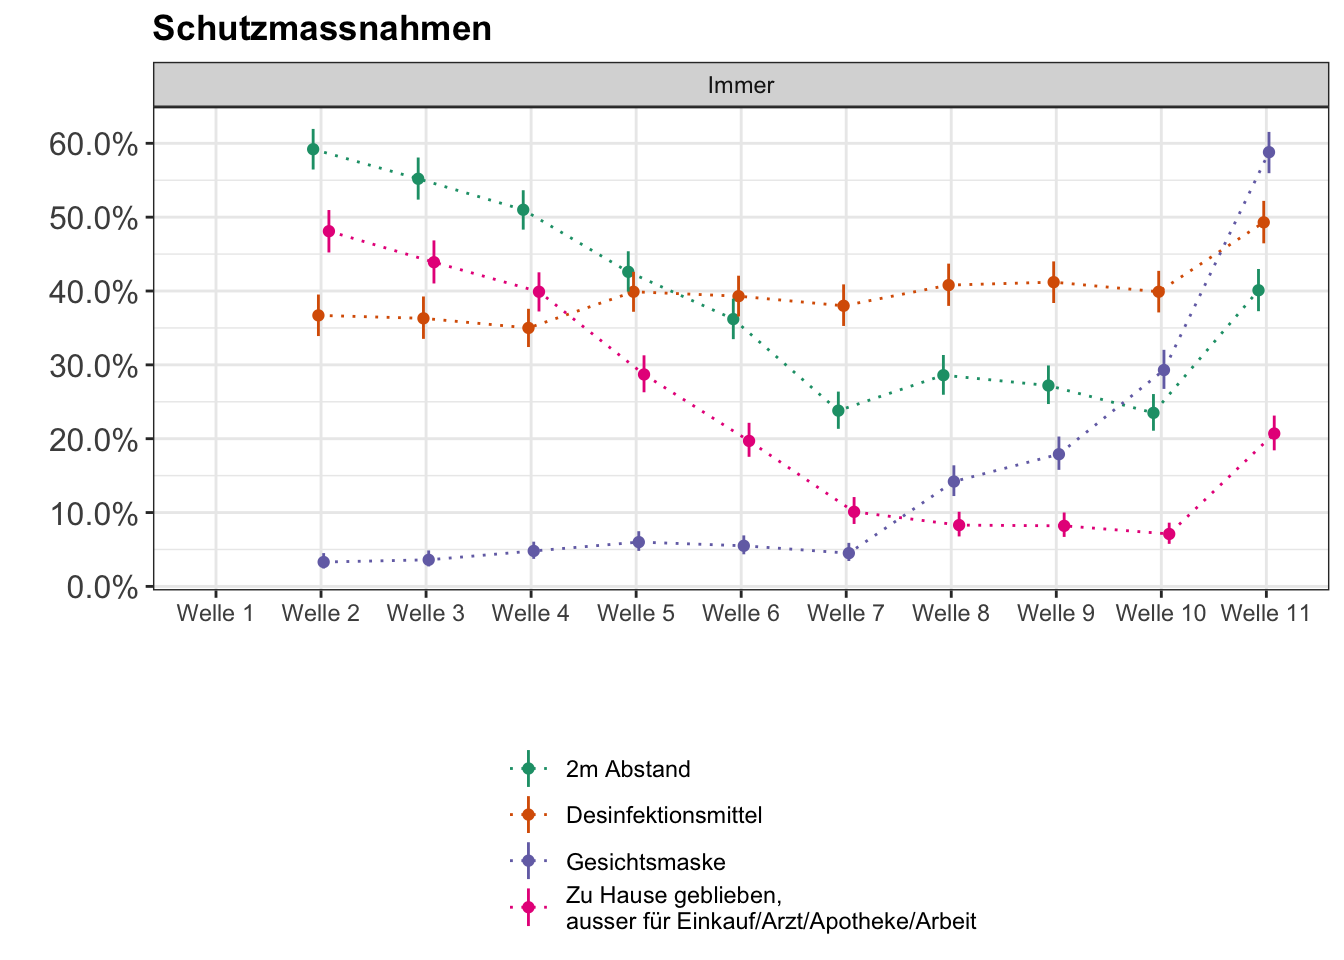 Schutzmassnahmen
Immer
60.0%
50.0%
40.0%
30.0%
20.0%
10.0%
0.0%
Welle 1 Welle 2 Welle 3 Welle 4 Welle 5 Welle 6 Welle 7 Welle 8 Welle 9 Welle 10 Welle 11
2m Abstand
Desinfektionsmittel
Gesichtsmaske
Zu Hause geblieben,
ausser für Einkauf/Arzt/Apotheke/Arbeit